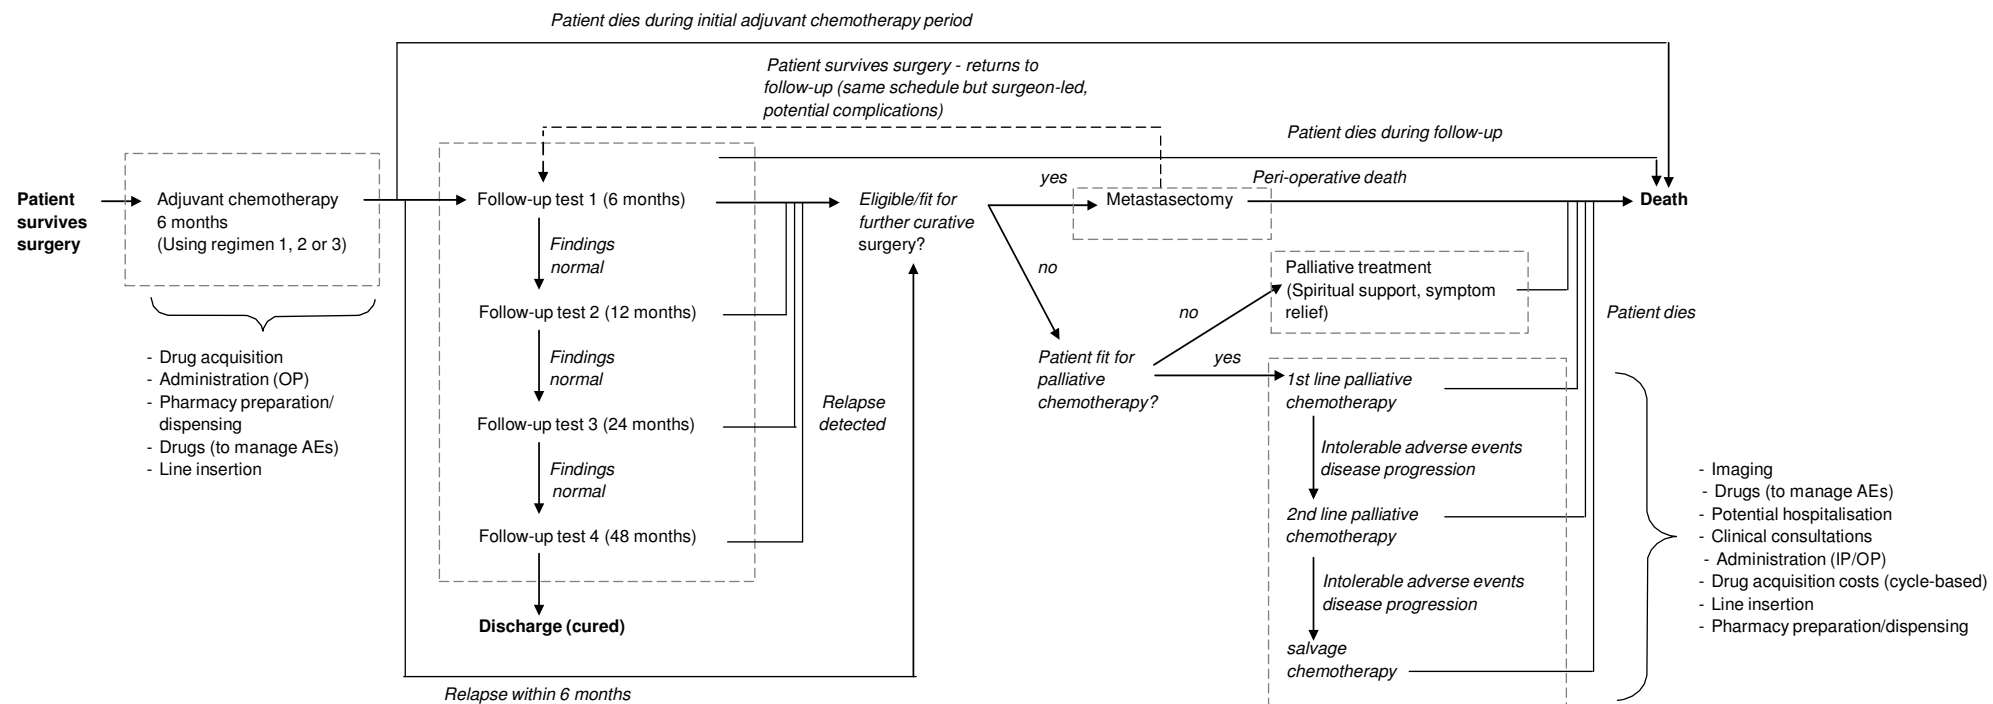 Patient dies during initial adjuvant chemotherapy period
Patient survives surgery - returns to
follow-up (same schedule but surgeon-led,
potential complications)
Patient dies during follow-up
Patient
survives
surgery
Adjuvant chemotherapy
6 months
(Using regimen 1, 2 or 3)
- Drug acquisition
- Administration (OP)
- Pharmacy preparation/
dispensing
- Drugs (to manage AEs)
- Line insertion
Follow-up test 1 (6 months)
Findings
normal
Follow-up test 2 (12 months)
Findings
normal
Follow-up test 3 (24 months)
Findings
normal
Follow-up test 4 (48 months)
Discharge (cured)
Relapse within 6 months
Relapse
detected
Eligible/fit for
further curative
surgery?
yes
Metastasectomy
Peri-operative death
Death
no
Patient fit for
palliative
chemotherapy?
no
Palliative treatment
(Spiritual support, symptom
relief)
yes
1st line palliative
chemotherapy
Intolerable adverse events
disease progression
2nd line palliative
chemotherapy
Intolerable adverse events
disease progression
salvage
chemotherapy
Patient dies
- Imaging
- Drugs (to manage AEs)
- Potential hospitalisation
- Clinical consultations
- Administration (IP/OP)
- Drug acquisition costs (cycle-based)
- Line insertion
- Pharmacy preparation/dispensing